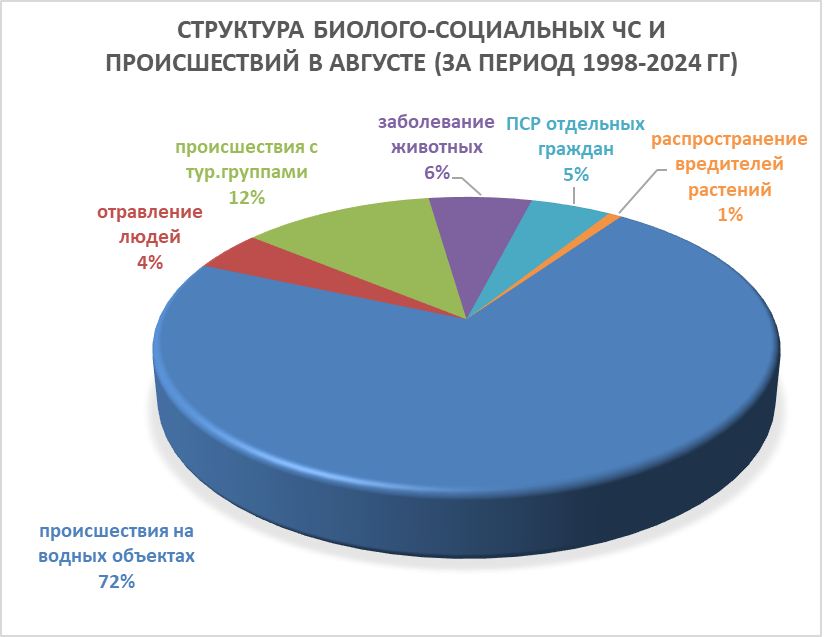 СТРУКТУРА БИОЛОГО-СОЦИАЛЬНЫХ ЧС И
ПРОИСШЕСТВИЙ В АВГУСТЕ (ЗА ПЕРИОД 1998-2024 ГГ)
заболевание
животных
6%
ПСР отдельных
граждан
5%
распространение
вредителей
растений
1%
происшествия с
тур.группами
12%
отравление
людей
4%
происшествия на
водных объектах
72%